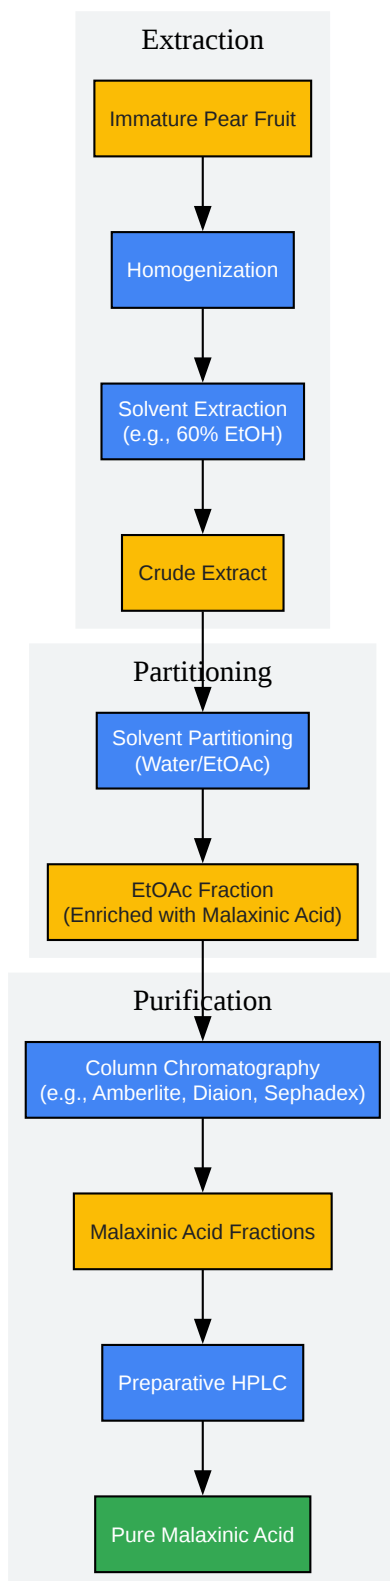 Extraction
Immature Pear Fruit
Homogenization
Solvent Extraction
(e.g., 60% EtOH)
Crude Extract
Partitioning
Solvent Partitioning
(Water/EtOAc)
EtOAc Fraction
(Enriched with Malaxinic Acid)
Purification
Column Chromatography
(e.g., Amberlite, Diaion, Sephadex)
Malaxinic Acid Fractions
Preparative HPLC
Pure Malaxinic Acid